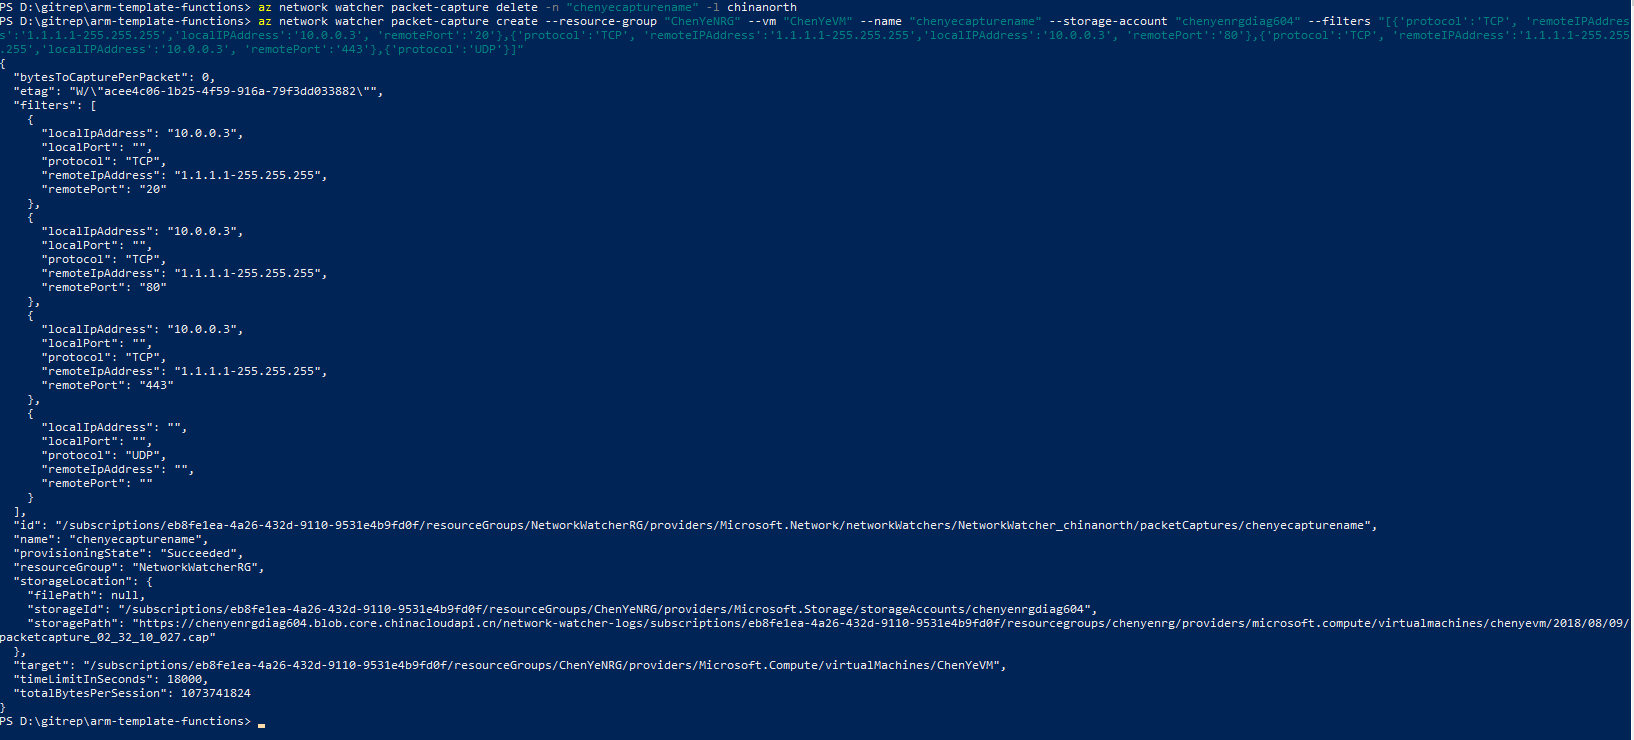 PS D:\gitrep\arm-template-functions> az network watcher packet-capture delete -n "chenyecapturename" -l chinanorth
PS D:\gitrep\arm-template-functions> az network watcher packet-capture create --resource-group "ChenYeNRG" --vm "ChenYeVM" --name "chenyecapturename" --storage-account "chenyenrgdiag604" --filters "[{'protocol':'TCP', 'remoteIPAddres
s':'1.1.1.1-255.255.255','localIPAddress':'10.0.0.3', 'remotePort':'20'},{'protocol':'TCP', 'remoteIPAddress':'1.1.1.1-255.255.255','localIPAddress':'10.0.0.3', 'remotePort':'80'},{'protocol':'TCP', 'remoteIPAddress':'1.1.1.1-255.255
.255','localIPAddress':'10.0.0.3', 'remotePort':'443'},{'protocol':'UDP'}]"
{
  "bytesToCapturePerPacket": 0,
  "etag": "W/\"acee4c06-1b25-4f59-916a-79f3dd033882\"",
  "filters": [
    {
      "localIpAddress": "10.0.0.3",
      "localPort": "",
      "protocol": "TCP",
      "remoteIpAddress": "1.1.1.1-255.255.255",
      "remotePort": "20"
    },
    {
      "localIpAddress": "10.0.0.3",
      "localPort": "",
      "protocol": "TCP",
      "remoteIpAddress": "1.1.1.1-255.255.255",
      "remotePort": "80"
    },
    {
      "localIpAddress": "10.0.0.3",
      "localPort": "",
      "protocol": "TCP",
      "remoteIpAddress": "1.1.1.1-255.255.255",
      "remotePort": "443"
    },
    {
      "localIpAddress": "",
      "localPort": "",
      "protocol": "UDP",
      "remoteIpAddress": "",
      "remotePort": ""
    }
  ],
  "id": "/subscriptions/eb8fe1ea-4a26-432d-9110-9531e4b9fd0f/resourceGroups/NetworkWatcherRG/providers/Microsoft.Network/networkWatchers/NetworkWatcher_chinanorth/packetCaptures/chenyecapturename",
  "name": "chenyecapturename",
  "provisioningState": "Succeeded",
  "resourceGroup": "NetworkWatcherRG",
  "storageLocation": {
    "filePath": null,
    "storageId": "/subscriptions/eb8fe1ea-4a26-432d-9110-9531e4b9fd0f/resourceGroups/ChenYeNRG/providers/Microsoft.Storage/storageAccounts/chenyenrgdiag604",
    "storagePath": "https://chenyenrgdiag604.blob.core.chinacloudapi.cn/network-watcher-logs/subscriptions/eb8fe1ea-4a26-432d-9110-9531e4b9fd0f/resourcegroups/chenyenrg/providers/microsoft.compute/virtualmachines/chenyevm/2018/08/09/
packetcapture_02_32_10_027.cap"
  },
  "target": "/subscriptions/eb8fe1ea-4a26-432d-9110-9531e4b9fd0f/resourceGroups/ChenYeNRG/providers/Microsoft.Compute/virtualMachines/ChenYeVM",
  "timeLimitInSeconds": 18000,
  "totalBytesPerSession": 1073741824
}
PS D:\gitrep\arm-template-functions>